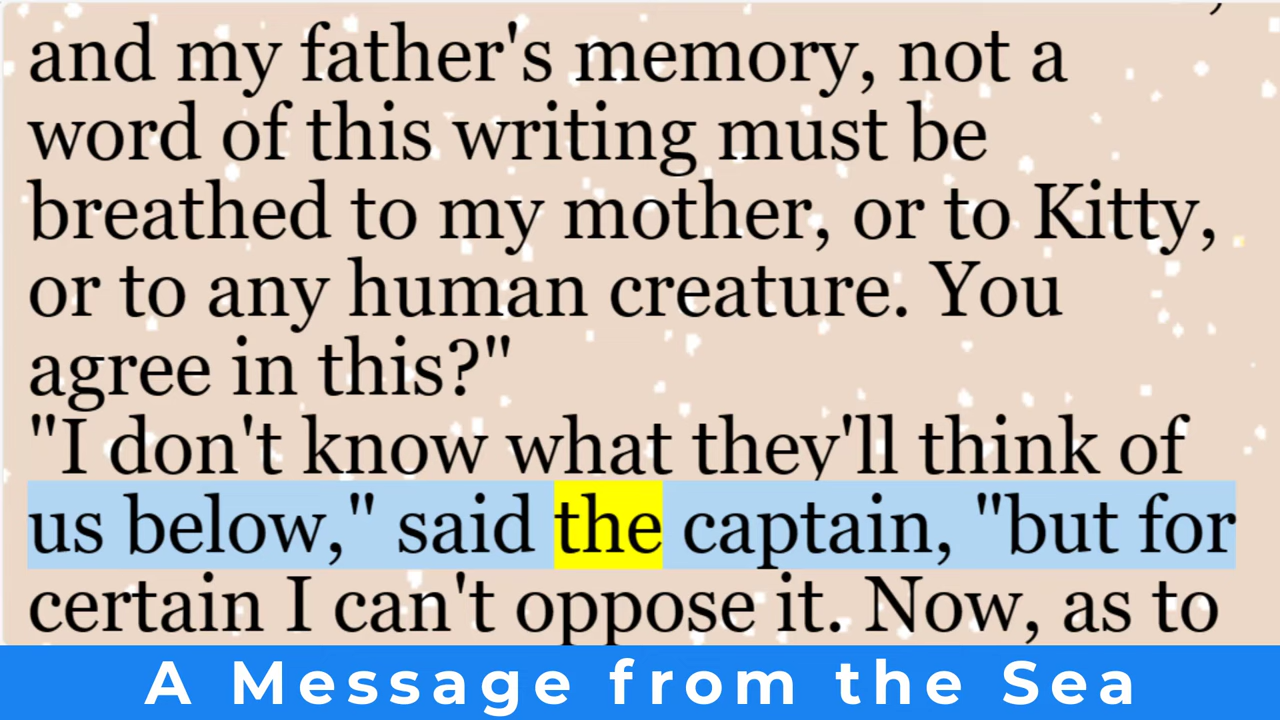 and my father's memory, not a
word of this writing must be
breathed to my mother, or to Kitty,
or to any human creature. You
agree in this?"
"I don't know what they'll think of
us below," said the captain, "but for
certain I can't oppose it. Now, as to
A Message from the Sea